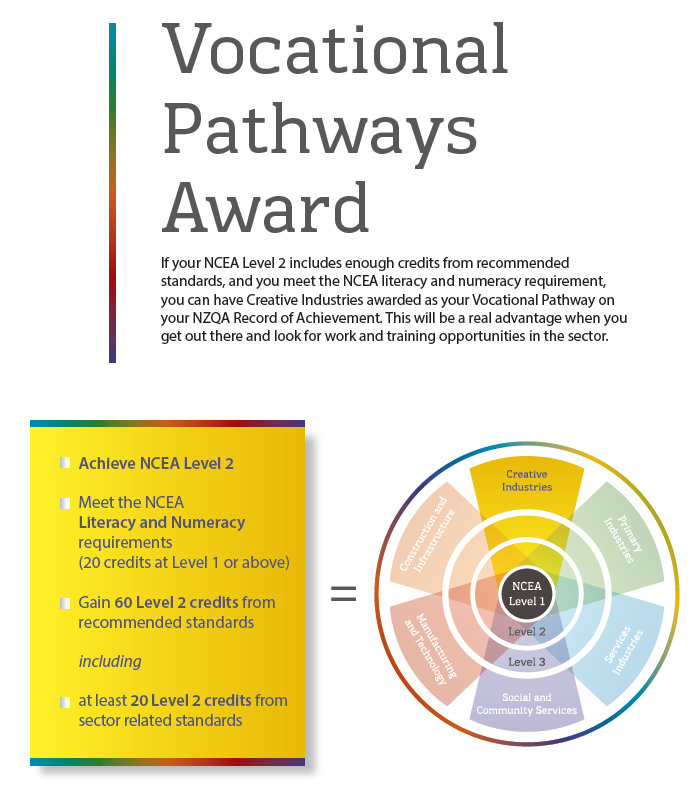 Vocational
Pathways
Award
If your NCEA Level 2 includes enough credits from recommended
standards, and you meet the NCEA literacy and numeracy requirement,
you can have Creative Industries awarded as your Vocational Pathway on
your NZQA Record of Achievement. This will be a real advantage when you
get out there and look for work and training opportunities in the sector.
Achieve NCEA Level 2
Meet the NCEA
Literacy and Numeracy
requirements
(20 credits at Level 1 or above)
Gain 60 Level 2 credits from
recommended standards
including
at least 20 Level 2 credits from
sector related standards
=
Creative
Industries
Primary
Industries
Services
Industries
Social and
Community Services
Manufacturing
and Technology
Construction and
Infrastructure
NCEA
Level 1
Level 2
Level 3